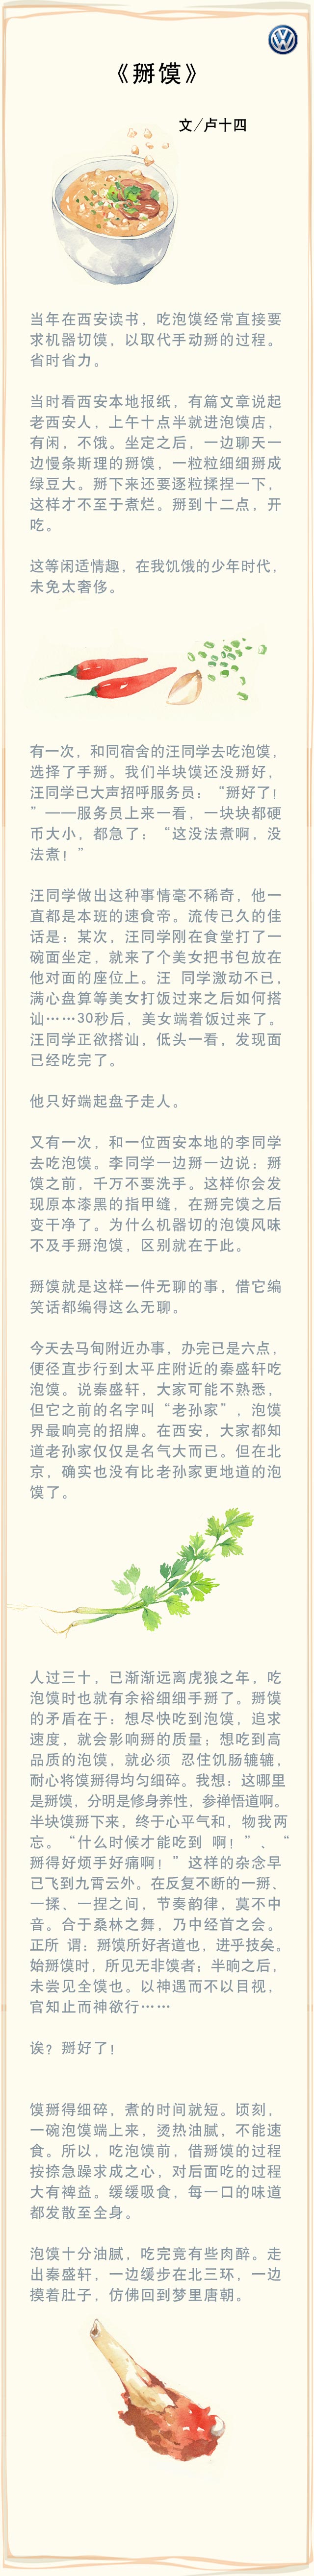 《掰馍》
文/卢十四
当年在西安读书，吃泡馍经常直接要
求机器切馍，以取代手动掰的过程。
省时省力。
当时看西安本地报纸，有篇文章说起
老西安人，上午十点半就进泡馍店，
有闲，不饿。坐定之后，一边聊天一
边慢条斯理的掰馍，一粒粒细细掰成
绿豆大。掰下来还要逐粒揉捏一下，
这样才不至于煮烂。掰到十二点，开
吃。
这等闲适情趣，在我饥饿的少年时代，
未免太奢侈。
有一次，和同宿舍的汪同学去吃泡馍，
选择了手掰。我们半块馍还没掰好，
汪同学已大声招呼服务员：“掰好了！
”——服务员上来一看，一块块都硬
币大小，都急了：“这没法煮啊，没
法煮！”
汪同学做出这种事情毫不稀奇，他一
直都是本班的速食帝。流传已久的佳
话是：某次，汪同学刚在食堂打了一
碗面坐定，就来了个美女把书包放在
他对面的座位上。汪 同学激动不已，
满心盘算等美女打饭过来之后如何搭
讪……30秒后，美女端着饭过来了。
汪同学正欲搭讪，低头一看，发现面
已经吃完了。
他只好端起盘子走人。
又有一次，和一位西安本地的李同学
去吃泡馍。李同学一边掰一边说：掰
馍之前，千万不要洗手。这样你会发
现原本漆黑的指甲缝，在掰完馍之后
变干净了。为什么机器切的泡馍风味
不及手掰泡馍，区别就在于此。
掰馍就是这样一件无聊的事，借它编
笑话都编得这么无聊。
今天去马甸附近办事，办完已是六点，
便径直步行到太平庄附近的秦盛轩吃
泡馍。说秦盛轩，大家可能不熟悉，
但它之前的名字叫“老孙家”，泡馍
界最响亮的招牌。在西安，大家都知
道老孙家仅仅是名气大而已。但在北
京，确实也没有比老孙家更地道的泡
馍了。
人过三十，已渐渐远离虎狼之年，吃
泡馍时也就有余裕细细手掰了。掰馍
的矛盾在于：想尽快吃到泡馍，追求
速度，就会影响掰的质量；想吃到高
品质的泡馍，就必须 忍住饥肠辘辘，
耐心将馍掰得均匀细碎。我想：这哪里
是掰馍，分明是修身养性，参禅悟道啊。
半块馍掰下来，终于心平气和，物我两
忘。“什么时候才能吃到 啊！”、“
掰得好烦手好痛啊！”这样的杂念早
已飞到九霄云外。在反复不断的一掰、
一揉、一捏之间，节奏韵律，莫不中
音。合于桑林之舞，乃中经首之会。
正所 谓：掰馍所好者道也，进乎技矣。
始掰馍时，所见无非馍者；半晌之后，
未尝见全馍也。以神遇而不以目视，
官知止而神欲行……
诶？掰好了！
馍掰得细碎，煮的时间就短。顷刻，
一碗泡馍端上来，烫热油腻，不能速
食。所以，吃泡馍前，借掰馍的过程
按捺急躁求成之心，对后面吃的过程
大有裨益。缓缓吸食，每一口的味道
都发散至全身。
泡馍十分油腻，吃完竟有些肉醉。走
出秦盛轩，一边缓步在北三环，一边
摸着肚子，仿佛回到梦里唐朝。